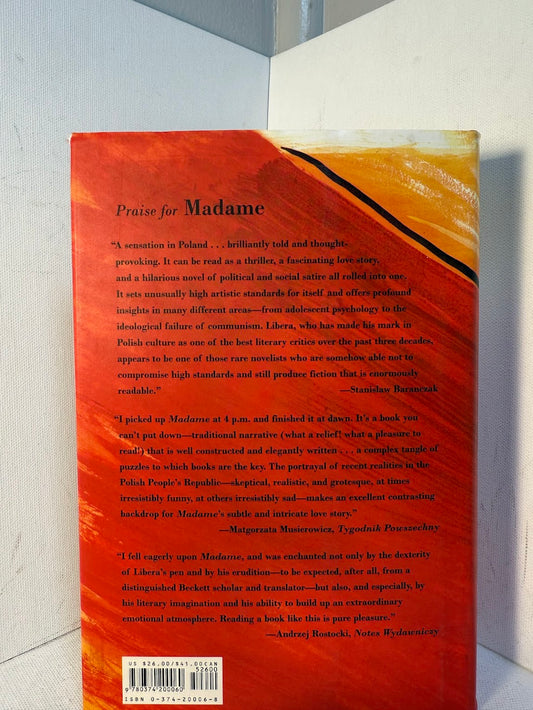 Praise for Madame
“A sensation in Poland . . . brilliantly told and thought-
provoking. It can be read as a thriller, a fascinating love story,
and a hilarious novel of political and social satire all rolled into one.
It sets unusually high artistic standards for itself and offers profound
insights in many different areas—from adolescent psychology to the
ideological failure of communism. Libera, who has made his mark in
Polish culture as one of the best literary critics over the past three decades,
appears to be one of those rare novelists who are somehow able not to
compromise high standards and still produce fiction that is enormously
readable.” —Stanislaw Baranczak
“I picked up Madame at 4 p.m. and finished it at dawn. It’s a book you
can’t put down—traditional narrative (what a relief! what a pleasure to
read!) that is well constructed and elegantly written . . . a complex tangle of
puzzles to which books are the key. The portrayal of recent realities in the
Polish People’s Republic—skeptical, realistic, and grotesque, at times
irresistibly funny, at others irresistibly sad—makes an excellent contrasting
backdrop for Madame’s subtle and intricate love story.”
—Małgorzata Musierowicz, Tygodnik Powszechny
“I fell eagerly upon Madame, and was enchanted not only by the dexterity
of Libera’s pen and by his erudition—to be expected, after all, from a
distinguished Beckett scholar and translator—but also, and especially, by
his literary imagination and his ability to build up an extraordinary
emotional atmosphere. Reading a book like this is pure pleasure.”
—Andrzej Rostocki, Notes Wydawniczy
US $26.00/$41.00CAN
52600
9 780374 200060
ISBN 0-374-20006-8